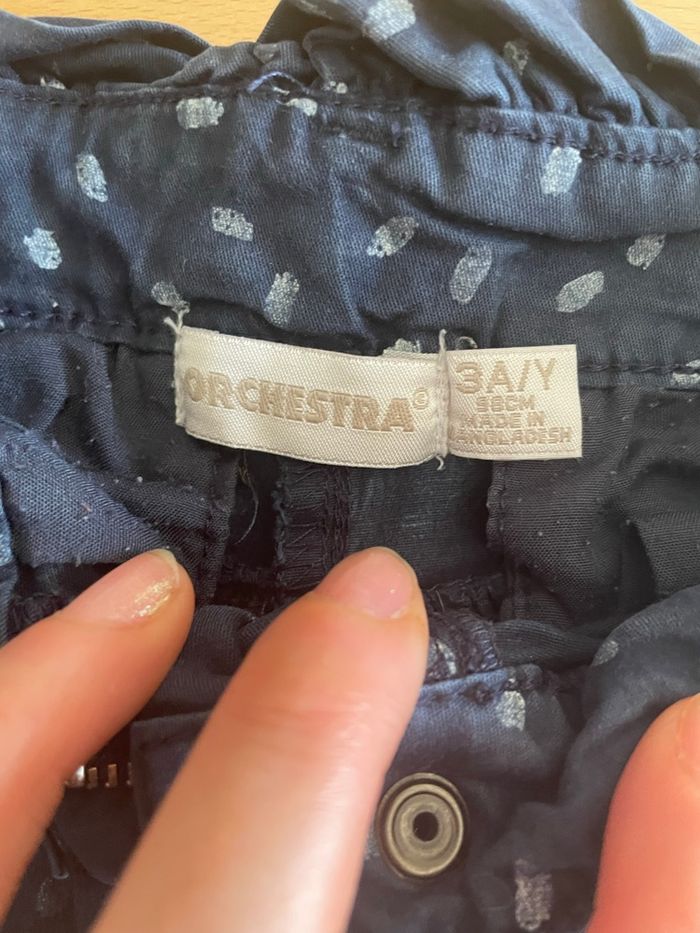 ORCHESTRA®
3A/Y
98CM
MADE IN
BANGLADESH